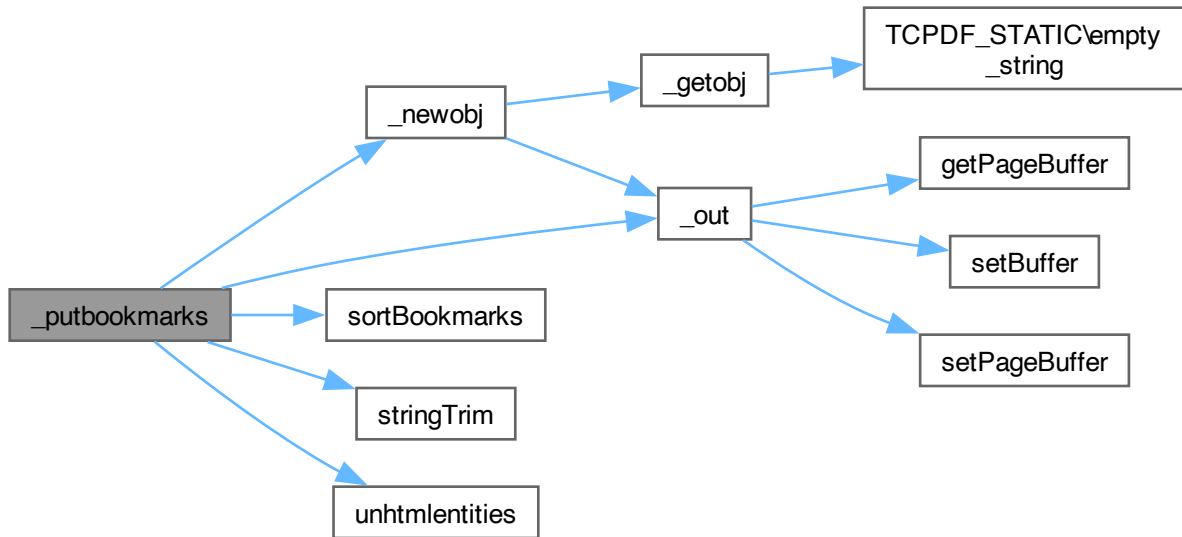 TCPDF_STATIC\empty
_string
_getobj
_newobj
getPageBuffer
_out
setBuffer
_putbookmarks
sortBookmarks
setPageBuffer
stringTrim
unhtmlentities